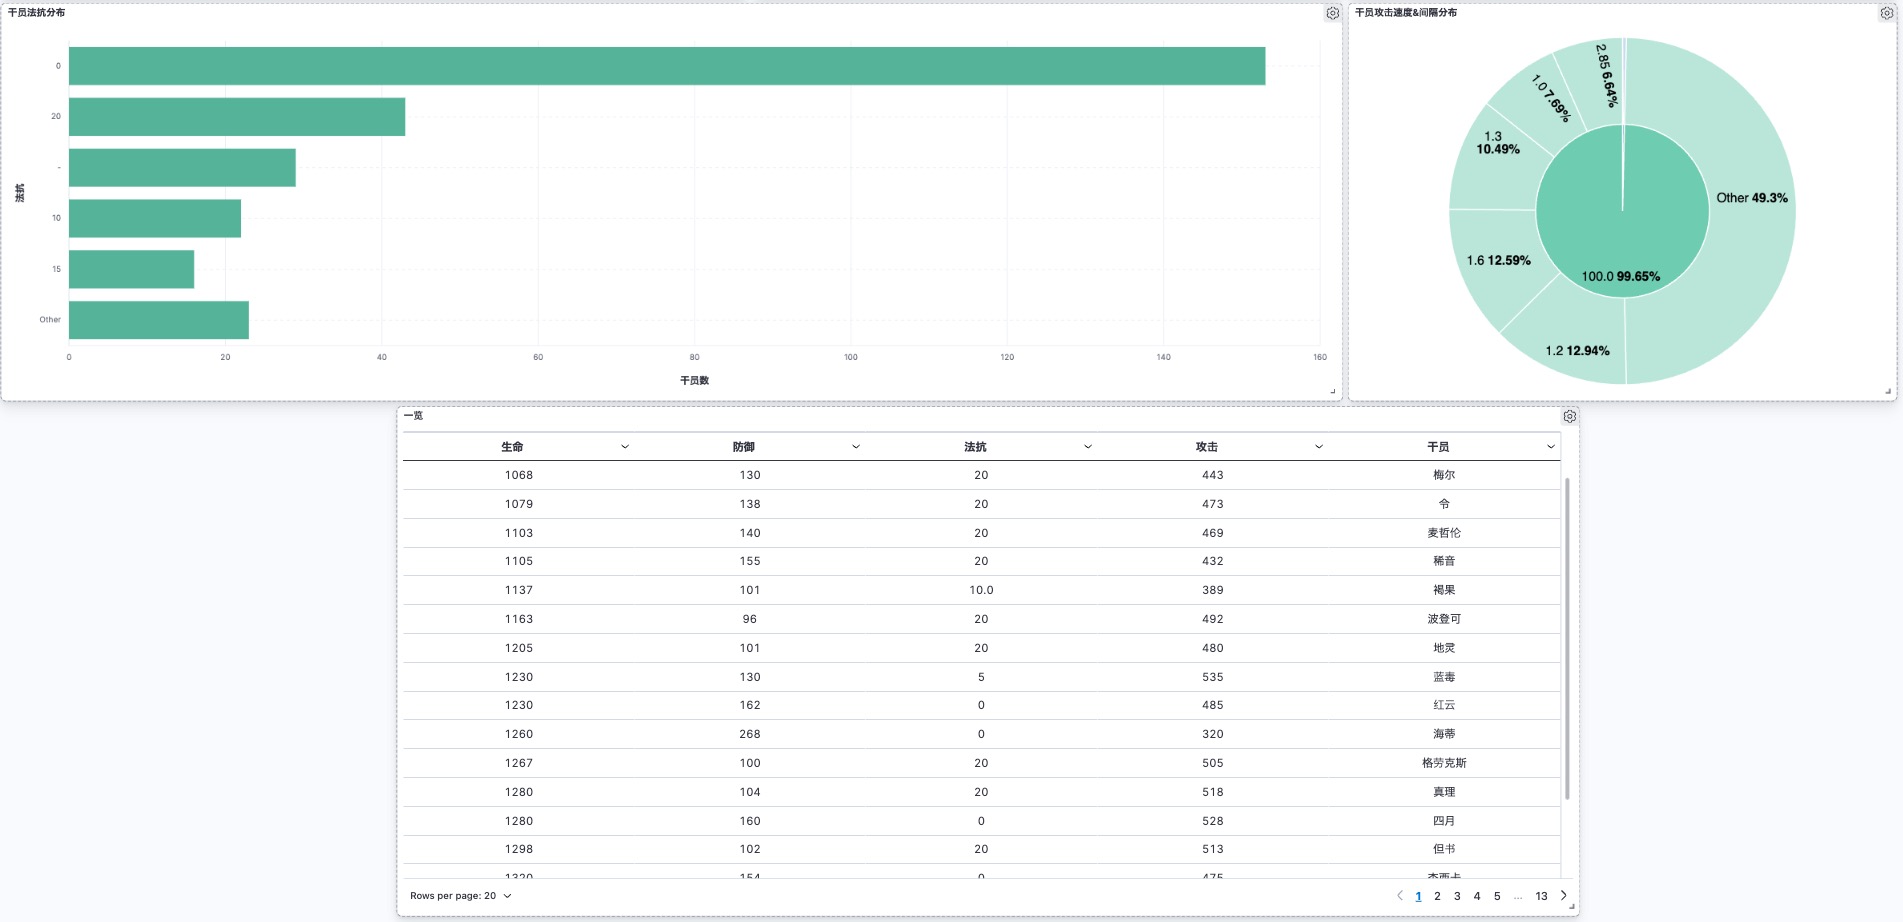 干员法抗分布
0
20
-
10
15
Other
法抗
0 20 40 60 80 100 120 140 160
干员数
干员攻击速度&间隔分布
2.85 6.64%
1.0 7.69%
1.3
10.49%
Other 49.3%
1.6 12.59%
100.0 99.65%
1.2 12.94%
一览
生命 防御 法抗 攻击 干员
1068 130 20 443 梅尔
1079 138 20 473 令
1103 140 20 469 麦哲伦
1105 155 20 432 稀音
1137 101 10.0 389 褐果
1163 96 20 492 波登可
1205 101 20 480 地灵
1230 130 5 535 蓝毒
1230 162 0 485 红云
1260 268 0 320 海蒂
1267 100 20 505 格劳克斯
1280 104 20 518 真理
1280 160 0 528 四月
1298 102 20 513 但书
1320 154 0 475
Rows per page: 20
1 2 3 4 5 ... 13